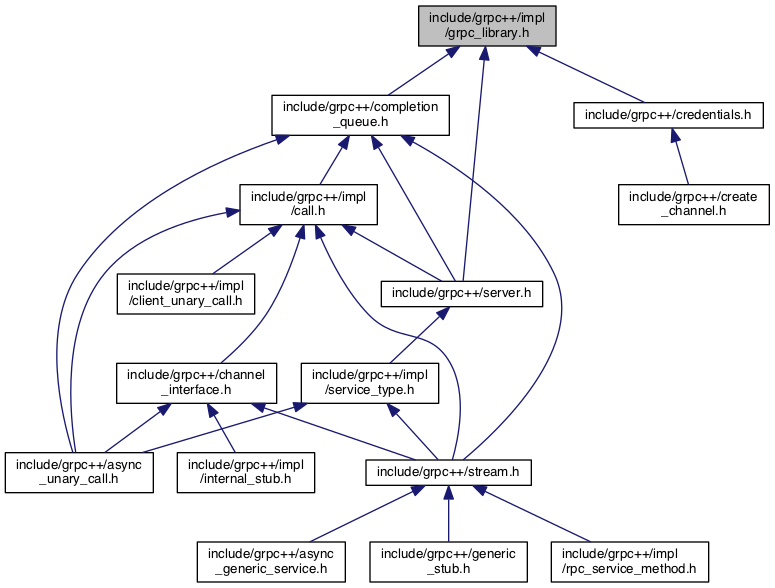 include/grpc++/impl
/grpc_library.h
include/grpc++/completion
_queue.h
include/grpc++/credentials.h
include/grpc++/impl
/call.h
include/grpc++/create
_channel.h
include/grpc++/impl
/client_unary_call.h
include/grpc++/server.h
include/grpc++/channel
_interface.h
include/grpc++/impl
/service_type.h
include/grpc++/async
_unary_call.h
include/grpc++/impl
/internal_stub.h
include/grpc++/stream.h
include/grpc++/async
_generic_service.h
include/grpc++/generic
_stub.h
include/grpc++/impl
/rpc_service_method.h